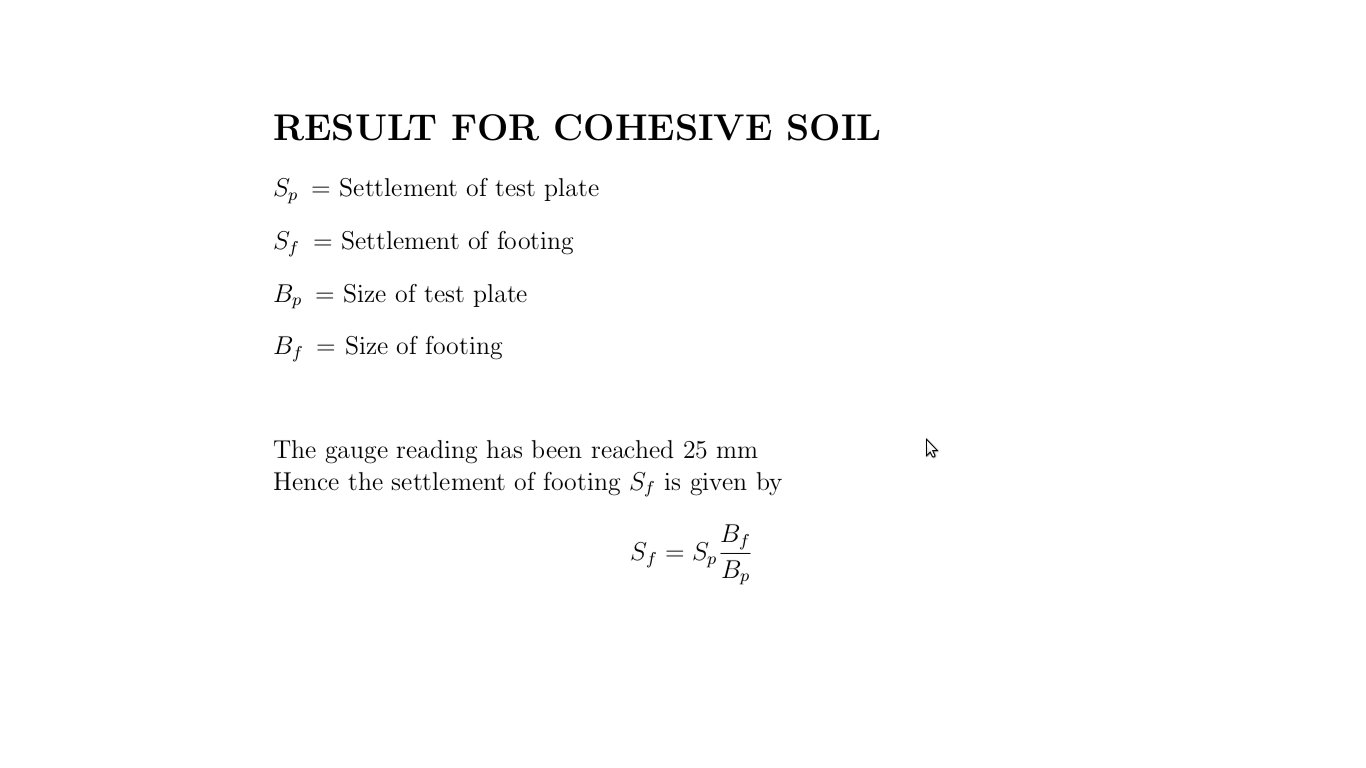 RESULT FOR COHESIVE SOIL
S_p = Settlement of test plate
S_f = Settlement of footing
B_p = Size of test plate
B_f = Size of footing
The gauge reading has been reached 25 mm
Hence the settlement of footing S_f is given by
S_f = S_p \frac{B_f}{B_p}